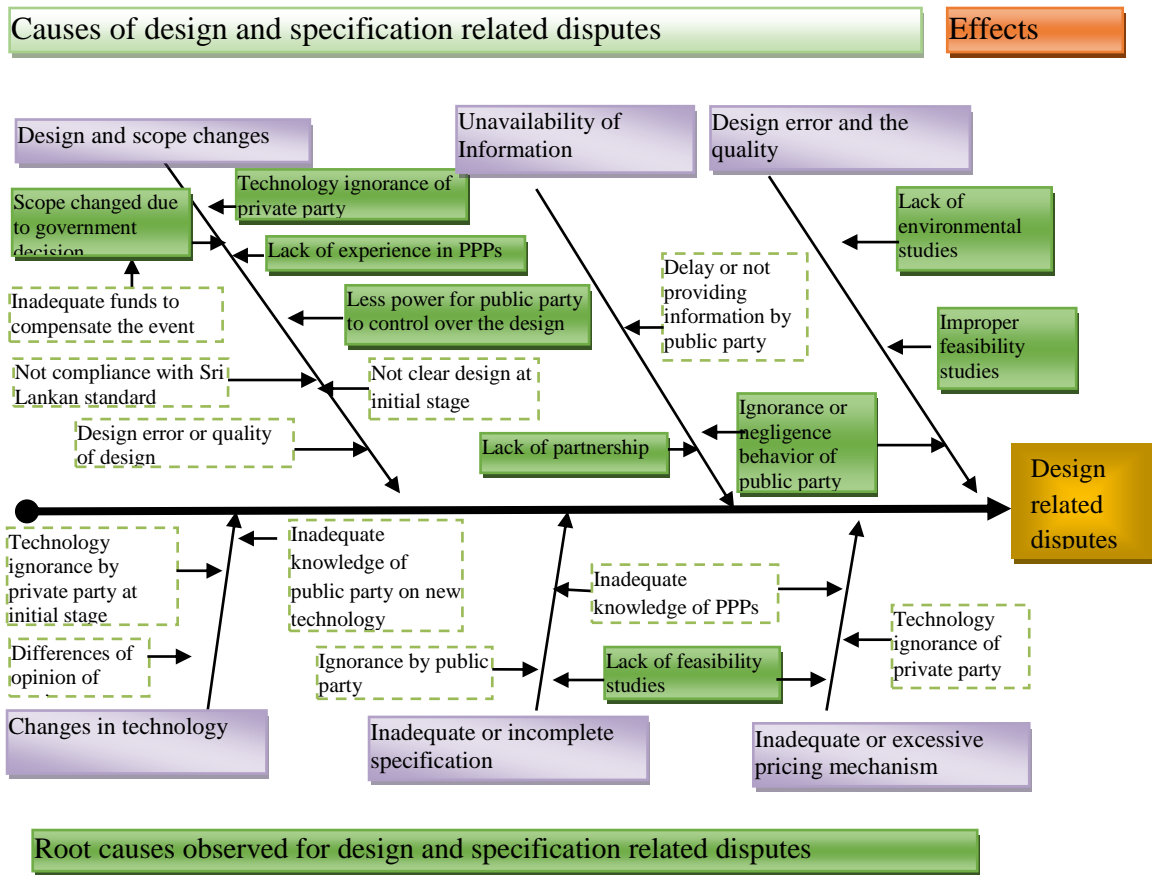 Causes of design and specification related disputes
Effects
Design and scope changes
Unavailability of
Information
Design error and the
quality
Scope changed due
to government
decision
Technology ignorance of
private party
Lack of experience in PPPs
Inadequate funds to
compensate the event
Less power for public party
to control over the design
Not compliance with Sri
Lankan standard
Not clear design at
initial stage
Design error or quality
of design
Delay or not
providing
information by
public party
Lack of partnership
Ignorance or
negligence
behavior of
public party
Lack of
environmental
studies
Improper
feasibility
studies
Design
related
disputes
Technology
ignorance by
private party at
initial stage
Inadequate
knowledge of
public party on new
technology
Differences of
opinion of
Ignorance by public
party
Inadequate
knowledge of PPPs
Lack of feasibility
studies
Technology
ignorance of
private party
Changes in technology
Inadequate or incomplete
specification
Inadequate or excessive
pricing mechanism
Root causes observed for design and specification related disputes